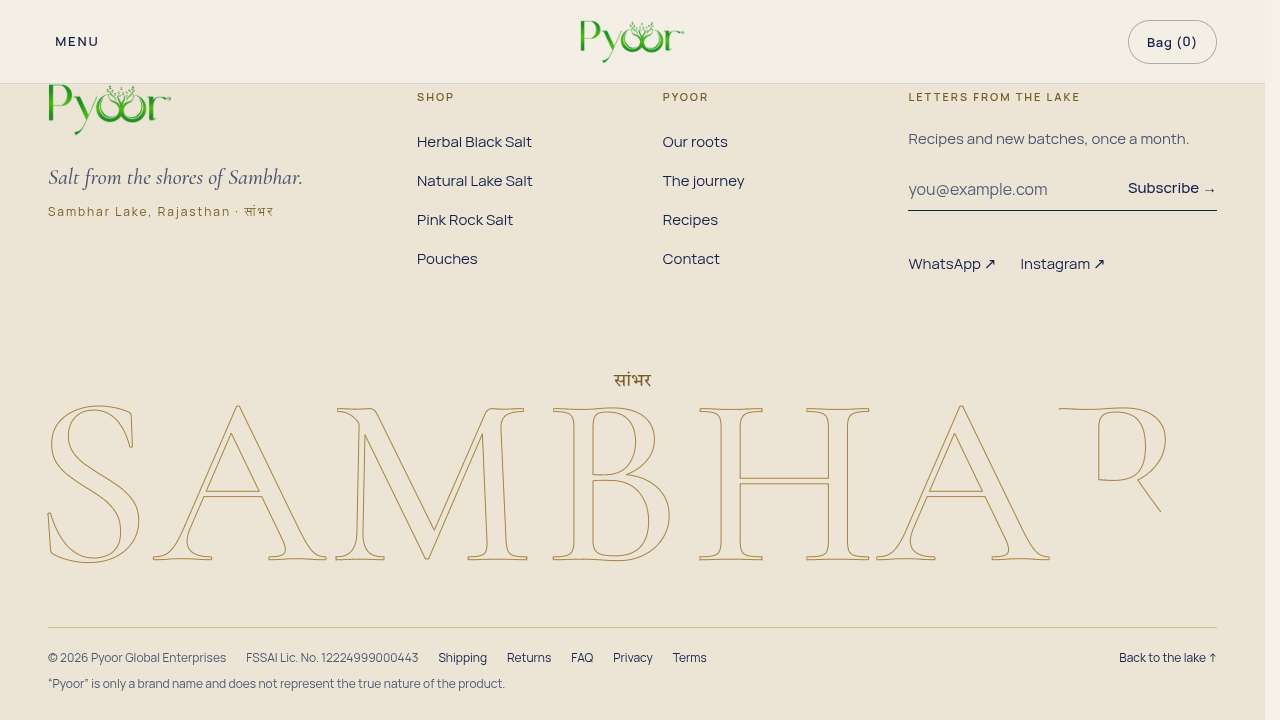 MENU
Pyoor
Bag (0)
Pyoor
Salt from the shores of Sambhar.
Sambhar Lake, Rajasthan · सांभर
SHOP
Herbal Black Salt
Natural Lake Salt
Pink Rock Salt
Pouches
PYOOR
Our roots
The journey
Recipes
Contact
LETTERS FROM THE LAKE
Recipes and new batches, once a month.
you@example.com Subscribe →
WhatsApp ↗ Instagram ↗
सांभर
SAMBHAR
© 2026 Pyoor Global Enterprises FSSAI Lic. No. 12224999000443 Shipping Returns FAQ Privacy Terms Back to the lake ↑
“Pyoor” is only a brand name and does not represent the true nature of the product.